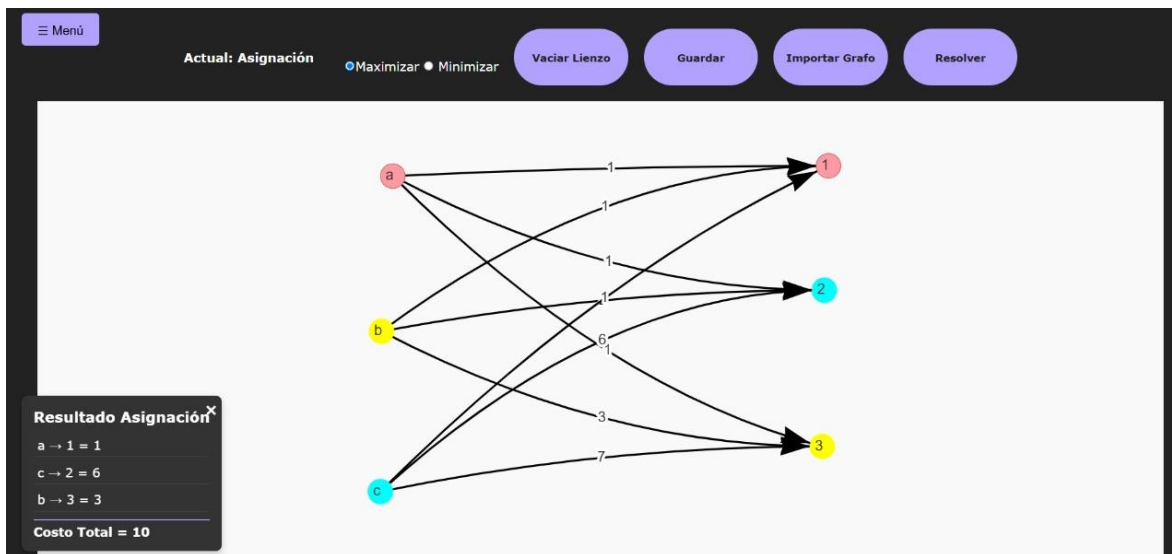 ☰ Menú
Actual: Asignación
Maximizar
Minimizar
Vaciar Lienzo
Guardar
Importar Grafo
Resolver
a
1
1
1
1
2
1
b
6
1
3
3
7
c
Resultado Asignación
×
a → 1 = 1
c → 2 = 6
b → 3 = 3
Costo Total = 10